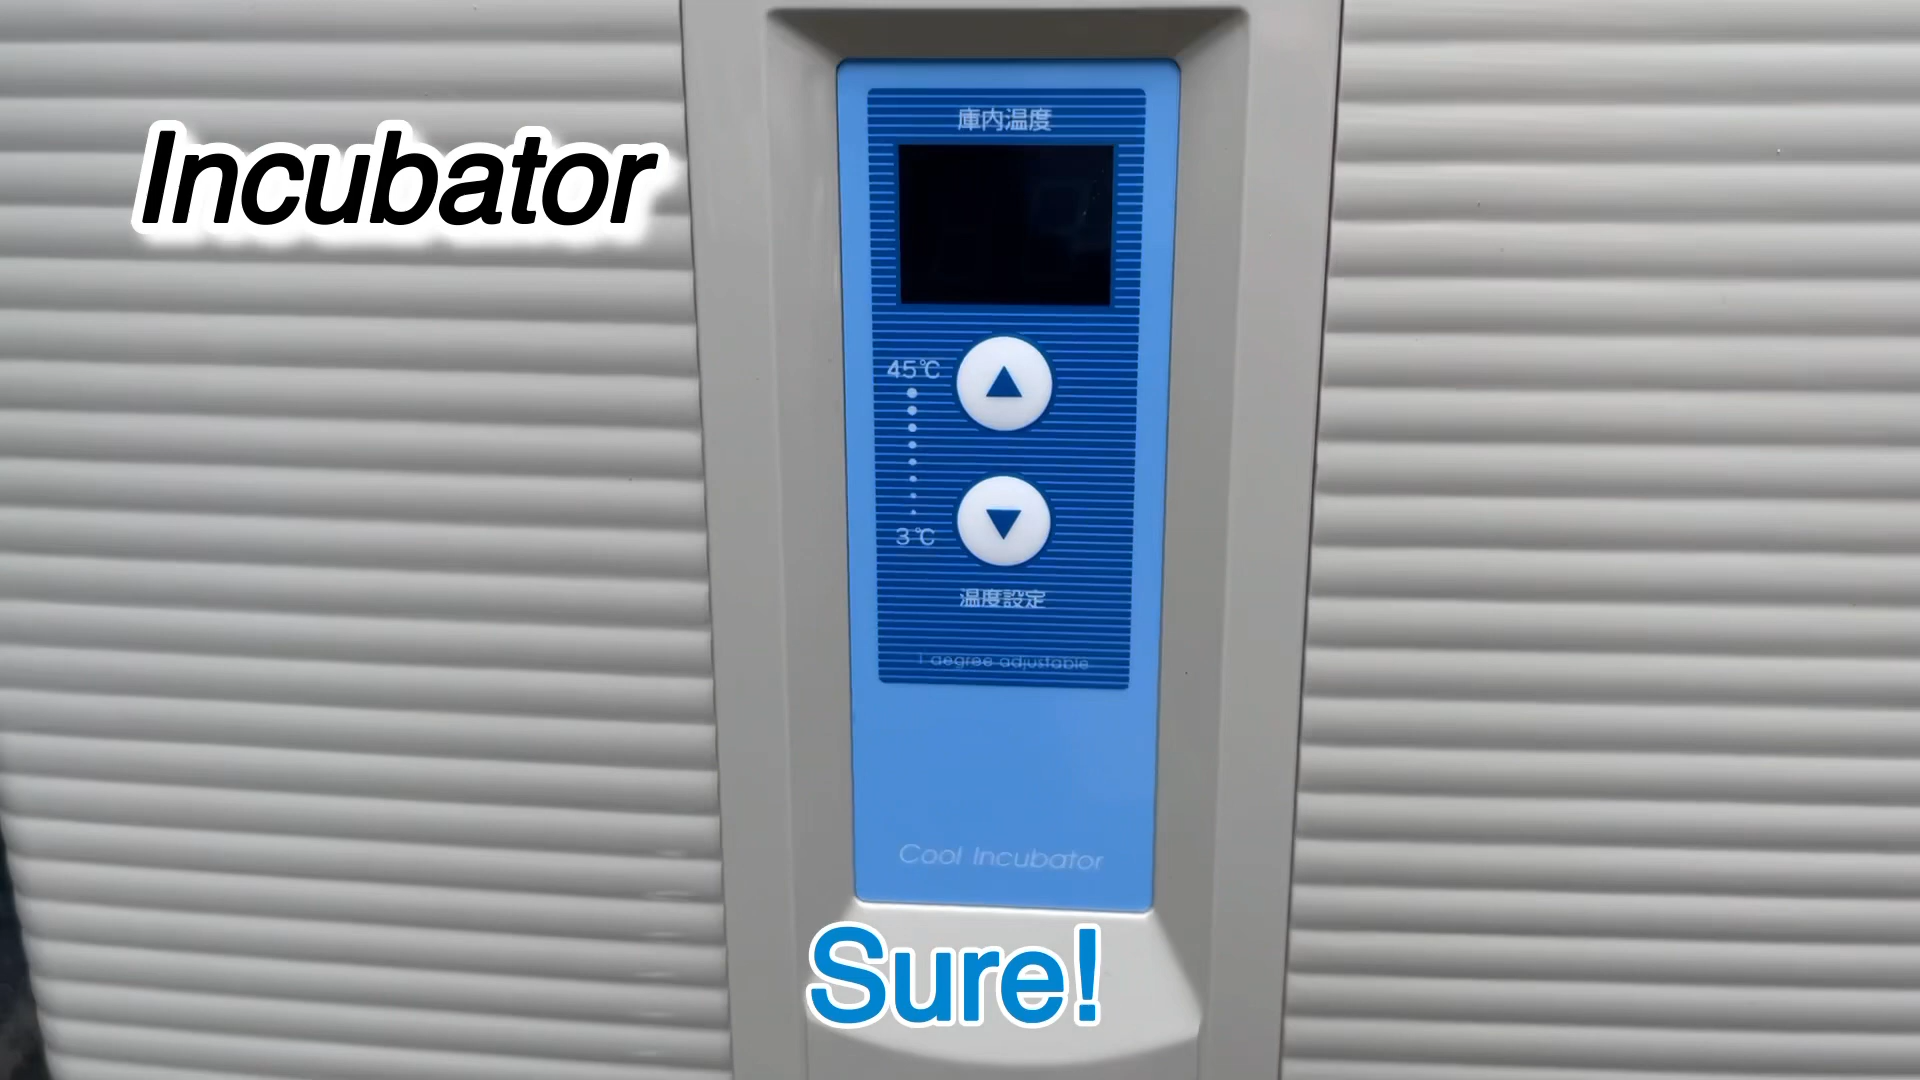 Incubator
庫内温度
45℃
3℃
温度設定
1 degree adjustable
Cool Incubator
Sure!